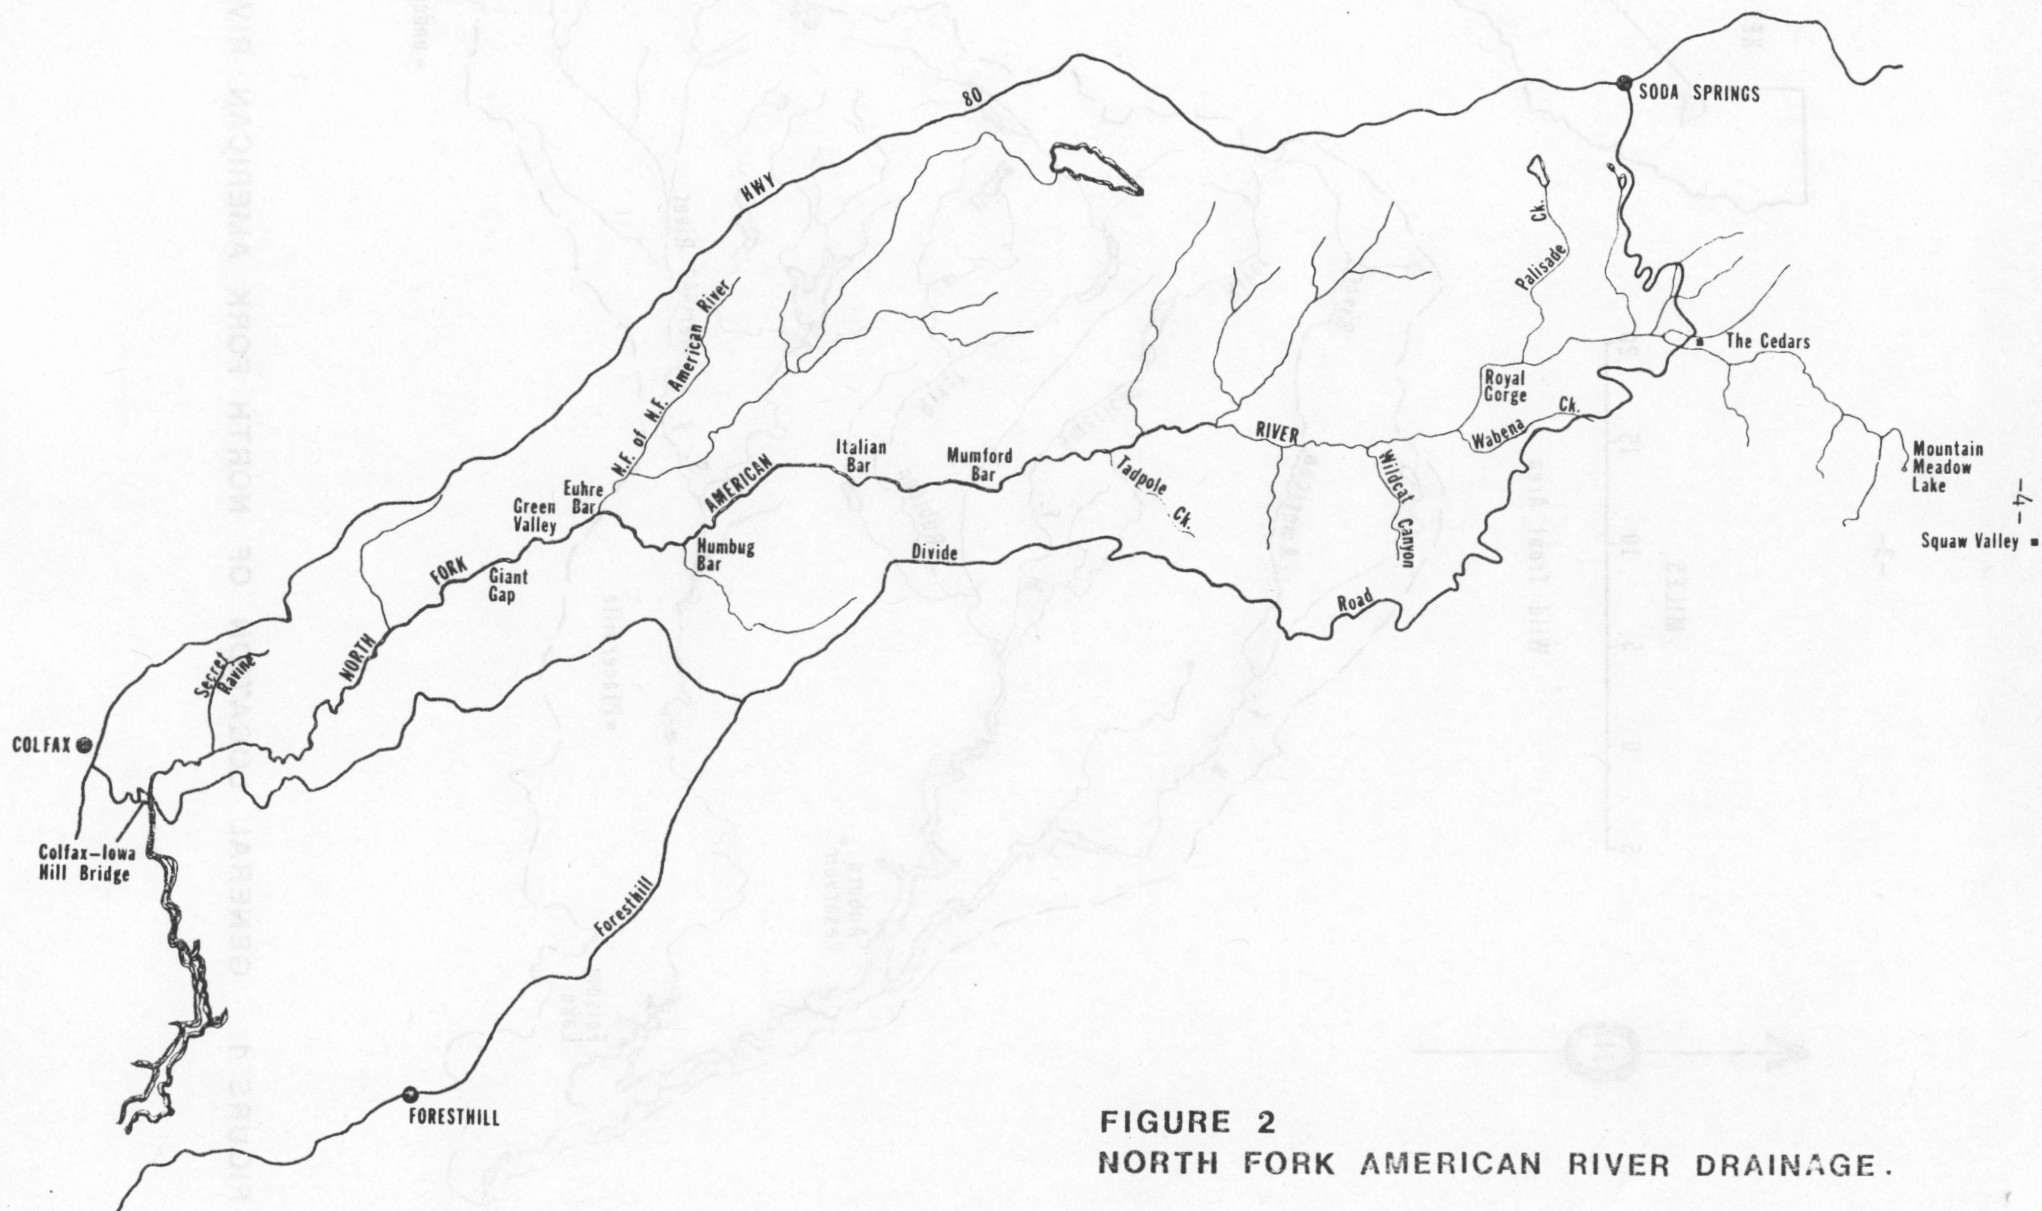 80
HWY
SODA SPRINGS
Palisade Ck.
N.F. of N.F. American River
The Cedars
Royal
Gorge
Wabena Ck.
Mountain
Meadow
Lake
Squaw Valley
-4-
NORTH FORK AMERICAN RIVER
Italian
Bar
Mumford
Bar
Tadpole Ck.
Wildcat Canyon
Euhre
Bar
Green
Valley
Giant
Gap
Humbug
Bar
Foresthill Divide Road
Secret
Ravine
COLFAX
Colfax-Iowa
Hill Bridge
FORESTHILL
FIGURE 2
NORTH FORK AMERICAN RIVER DRAINAGE.